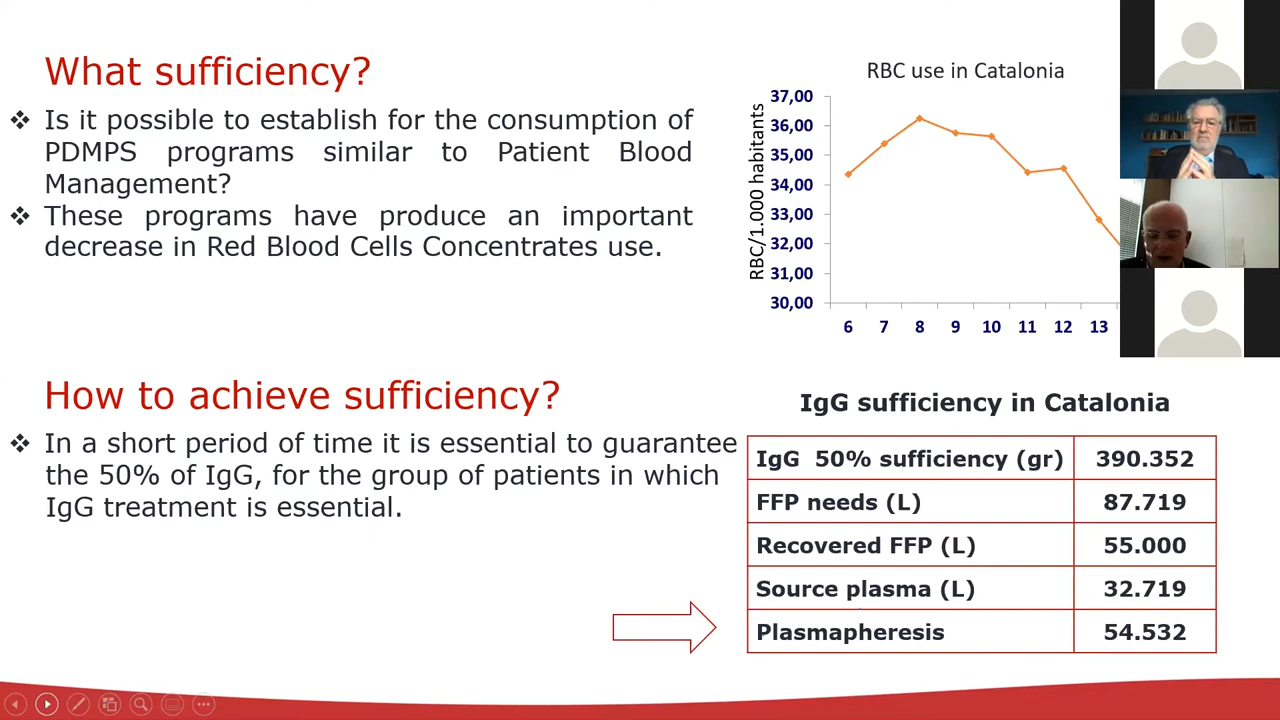 What sufficiency?
❖ Is it possible to establish for the consumption of
PDMPS programs similar to Patient Blood
Management?
❖ These programs have produce an important
decrease in Red Blood Cells Concentrates use.
RBC use in Catalonia
RBC/1.000 habitants
37,00
36,00
35,00
34,00
33,00
32,00
31,00
30,00
6 7 8 9 10 11 12 13
How to achieve sufficiency?
❖ In a short period of time it is essential to guarantee
the 50% of IgG, for the group of patients in which
IgG treatment is essential.
IgG sufficiency in Catalonia
IgG 50% sufficiency (gr) 390.352
FFP needs (L) 87.719
Recovered FFP (L) 55.000
Source plasma (L) 32.719
Plasmapheresis 54.532